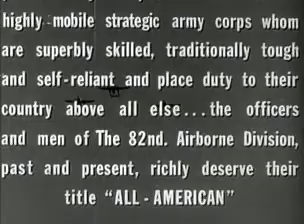 highly mobile strategic army corps whom
are superbly skilled, traditionally tough
and self-reliant and place duty to their
country above all else...the officers
and men of The 82nd. Airborne Division,
past and present, richly deserve their
title "ALL - AMERICAN"